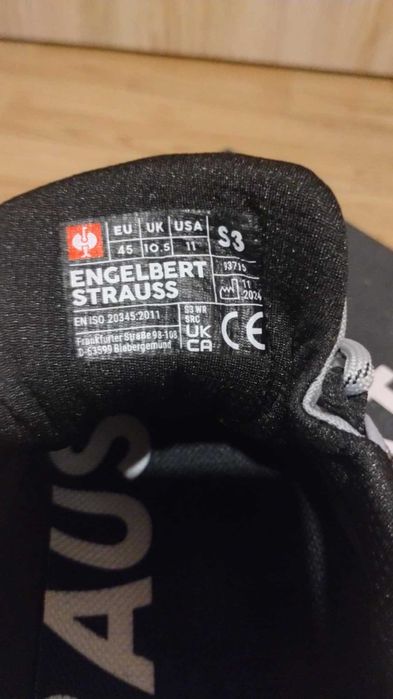 EU UK USA S3
45 10.5 11
ENGELBERT
STRAUSS
11
2024
EN ISO 20345:2011
S3 WR
SRC
Frankfurter Straße 98-108
D-63599 Biebergemünd
UK
CA
CE
AUS